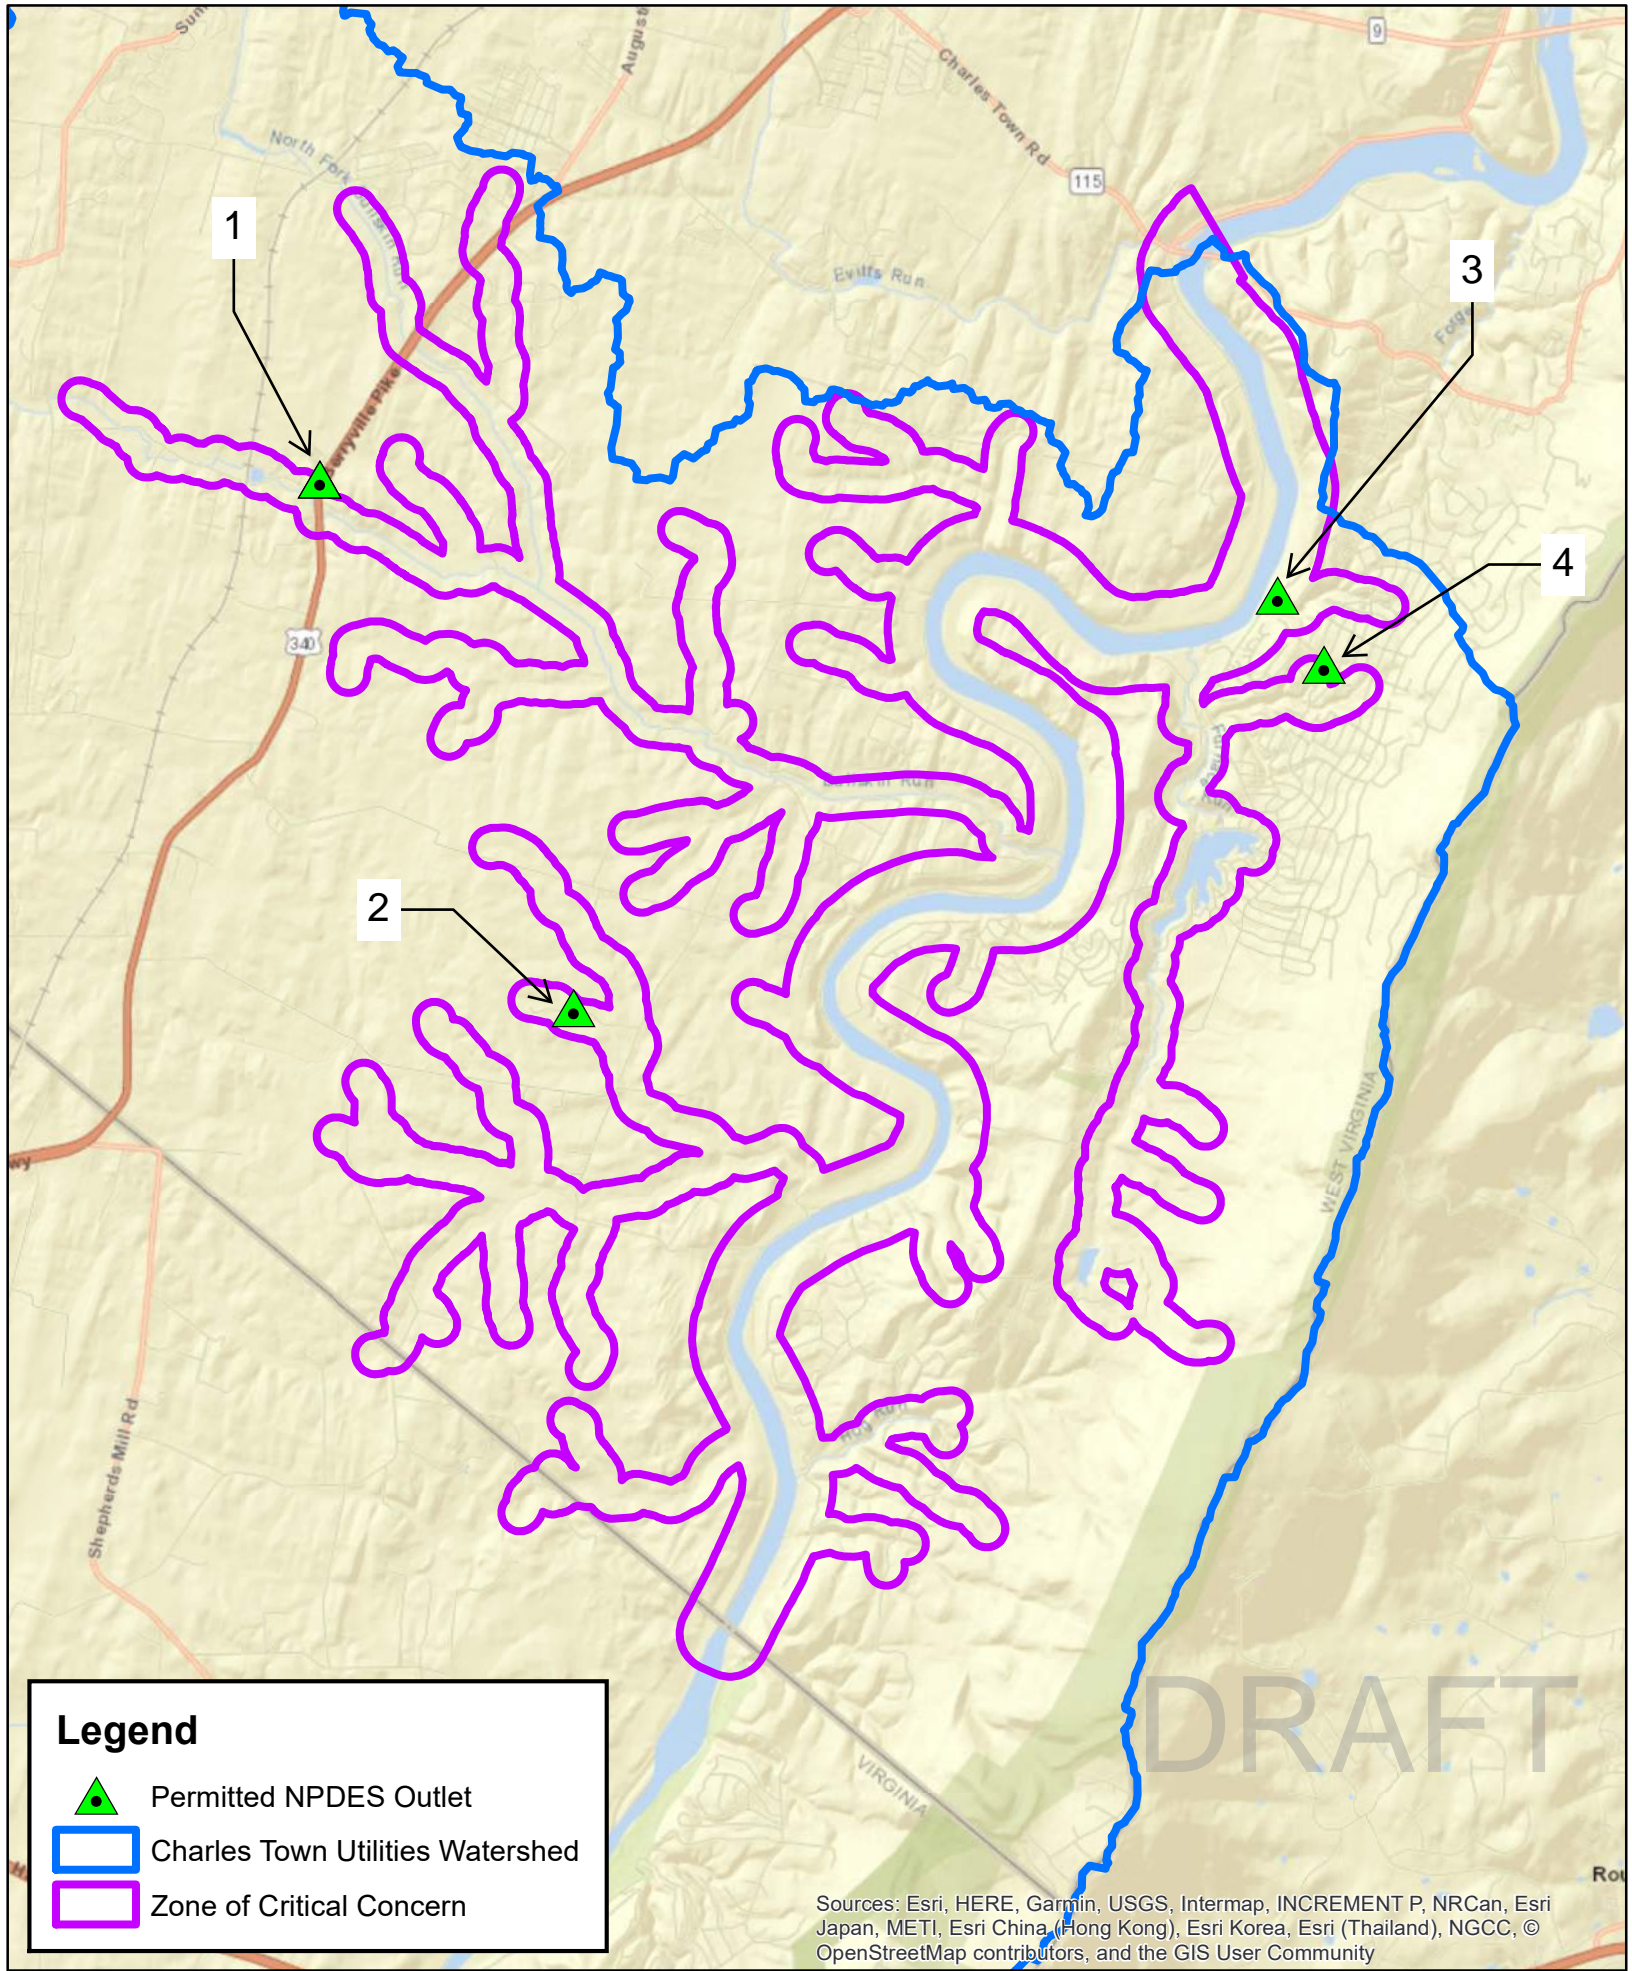 9
Charles Town Rd
115
North Fork
1
Evitts Run
3
Berryville Pike
4
340
Bullskin Run
2
WEST VIRGINIA
Shepherds Mill Rd
VIRGINIA
DRAFT
Legend
Permitted NPDES Outlet
Charles Town Utilities Watershed
Zone of Critical Concern
Rou
Sources: Esri, HERE, Garmin, USGS, Intermap, INCREMENT P, NRCan, Esri
Japan, METI, Esri China (Hong Kong), Esri Korea, Esri (Thailand), NGCC, ©
OpenStreetMap contributors, and the GIS User Community